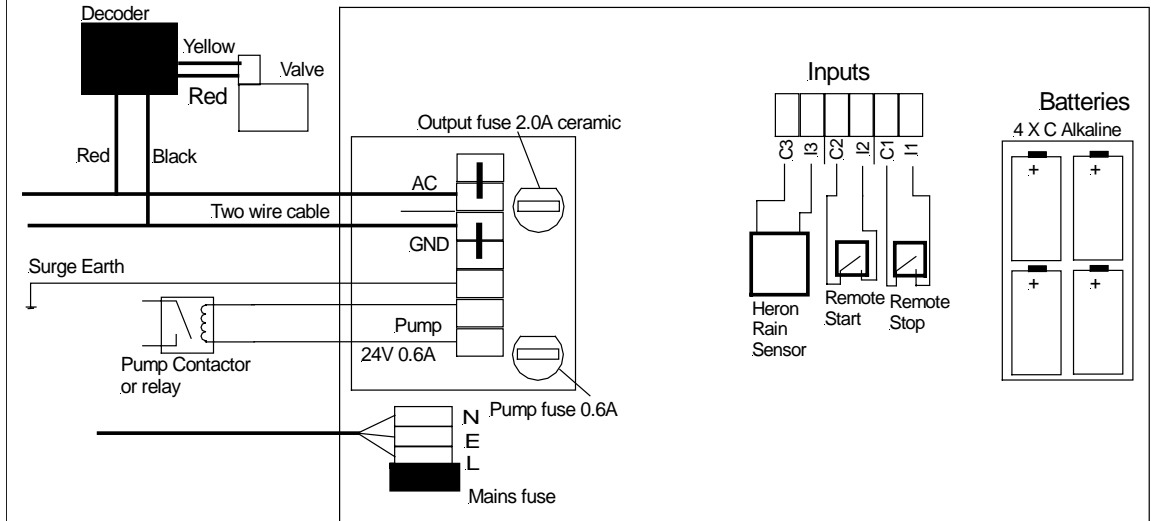 Decoder
Yellow
Valve
Red
Red
Black
Output fuse 2.0A ceramic
AC
Two wire cable
GND
Surge Earth
Pump
24V 0.6A
Pump Contactor
or relay
Pump fuse 0.6A
N
E
L
Mains fuse
Inputs
C3
I3
C2
I2
C1
I1
Heron
Rain
Sensor
Remote
Start
Remote
Stop
Batteries
4 X C Alkaline
+
+
+
+